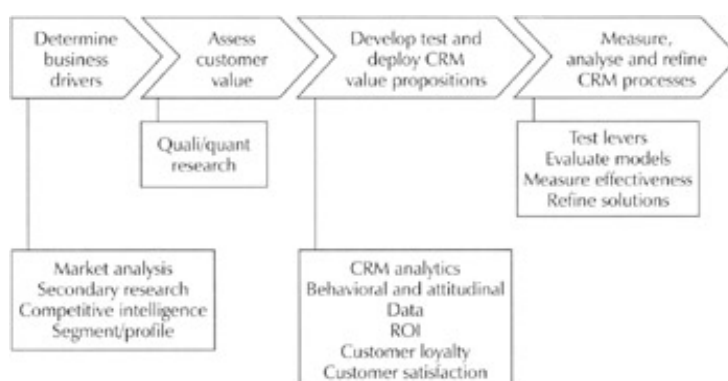 Determine
business
drivers
Assess
customer
value
Develop test and
deploy CRM
value propositions
Measure,
analyse and refine
CRM processes
Quali/quant
research
Test levers
Evaluate models
Measure effectiveness
Refine solutions
Market analysis
Secondary research
Competitive intelligence
Segment/profile
CRM analytics
Behavioral and attitudinal
Data
ROI
Customer loyalty
Customer satisfaction